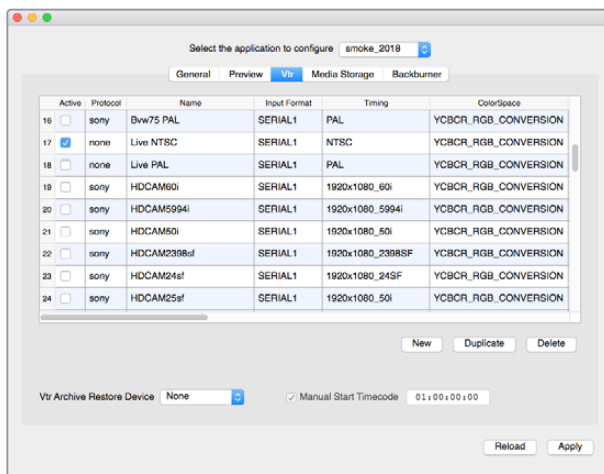 Select the application to configure smoke_2018
General Preview Vtr Media Storage Backburner
Active Protocol Name Input Format Timing ColorSpace
16 sony Bvw75 PAL SERIAL1 PAL YCBCR_RGB_CONVERSION
17 none Live NTSC SERIAL1 NTSC YCBCR_RGB_CONVERSION
18 none Live PAL SERIAL1 PAL YCBCR_RGB_CONVERSION
19 sony HDCAM60i SERIAL1 1920x1080_60i YCBCR_RGB_CONVERSION
20 sony HDCAM5994i SERIAL1 1920x1080_5994i YCBCR_RGB_CONVERSION
21 sony HDCAM50i SERIAL1 1920x1080_50i YCBCR_RGB_CONVERSION
22 sony HDCAM2398sf SERIAL1 1920x1080_2398SF YCBCR_RGB_CONVERSION
23 sony HDCAM24sf SERIAL1 1920x1080_24SF YCBCR_RGB_CONVERSION
24 sony HDCAM25sf SERIAL1 1920x1080_50i YCBCR_RGB_CONVERSION
New Duplicate Delete
Vtr Archive Restore Device None Manual Start Timecode 01:00:00:00
Reload Apply